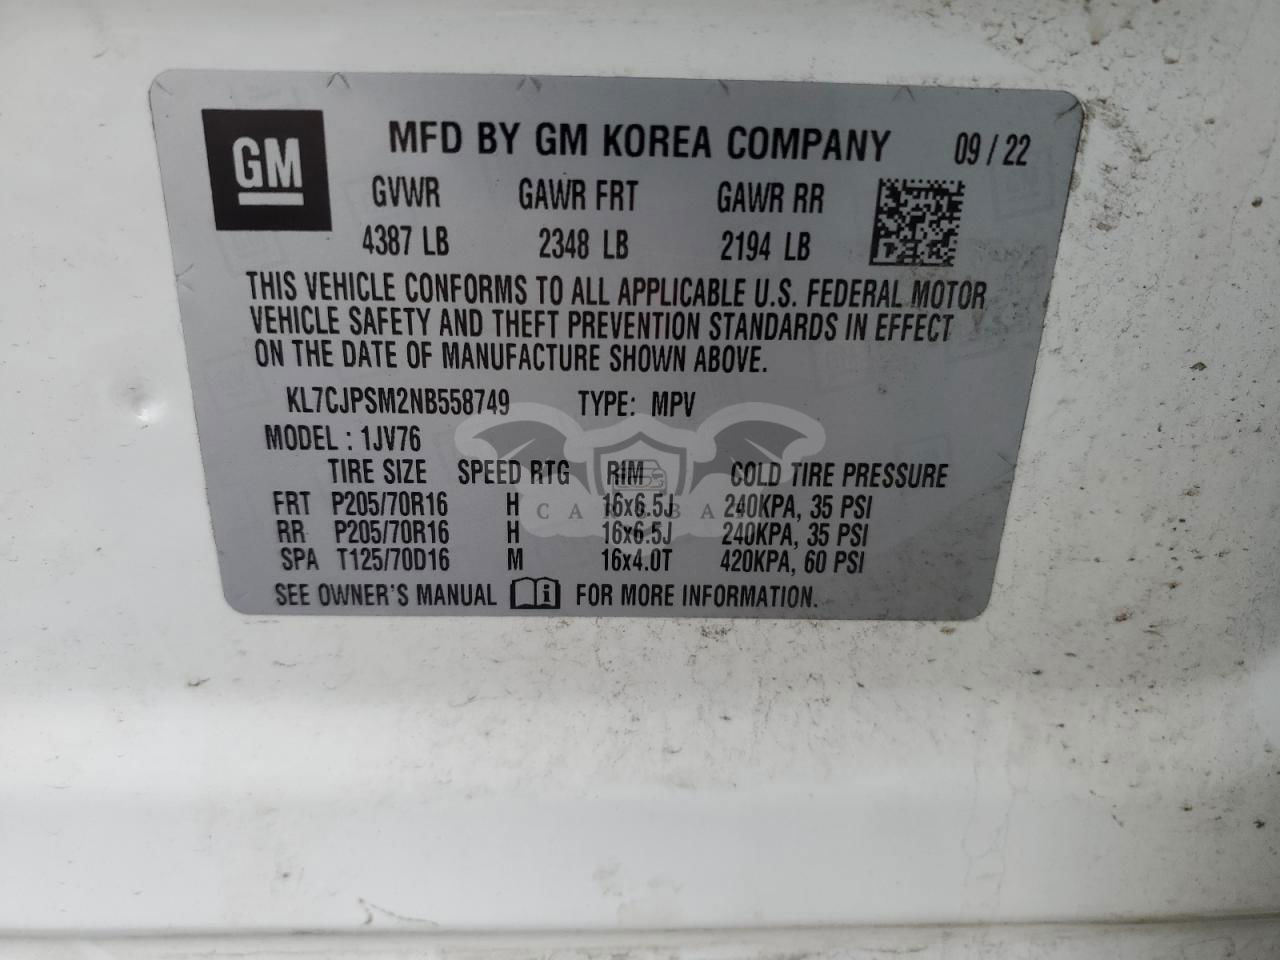 GM MFD BY GM KOREA COMPANY 09 / 22
GVWR GAWR FRT GAWR RR
4387 LB 2348 LB 2194 LB
THIS VEHICLE CONFORMS TO ALL APPLICABLE U.S. FEDERAL MOTOR
VEHICLE SAFETY AND THEFT PREVENTION STANDARDS IN EFFECT
ON THE DATE OF MANUFACTURE SHOWN ABOVE.
KL7CJPSM2NB558749 TYPE: MPV
MODEL : 1JV76
TIRE SIZE SPEED RTG RIM COLD TIRE PRESSURE
FRT P205/70R16 H 16x6.5J 240KPA, 35 PSI
RR P205/70R16 H 16x6.5J 240KPA, 35 PSI
SPA T125/70D16 M 16x4.0T 420KPA, 60 PSI
SEE OWNER'S MANUAL i FOR MORE INFORMATION.